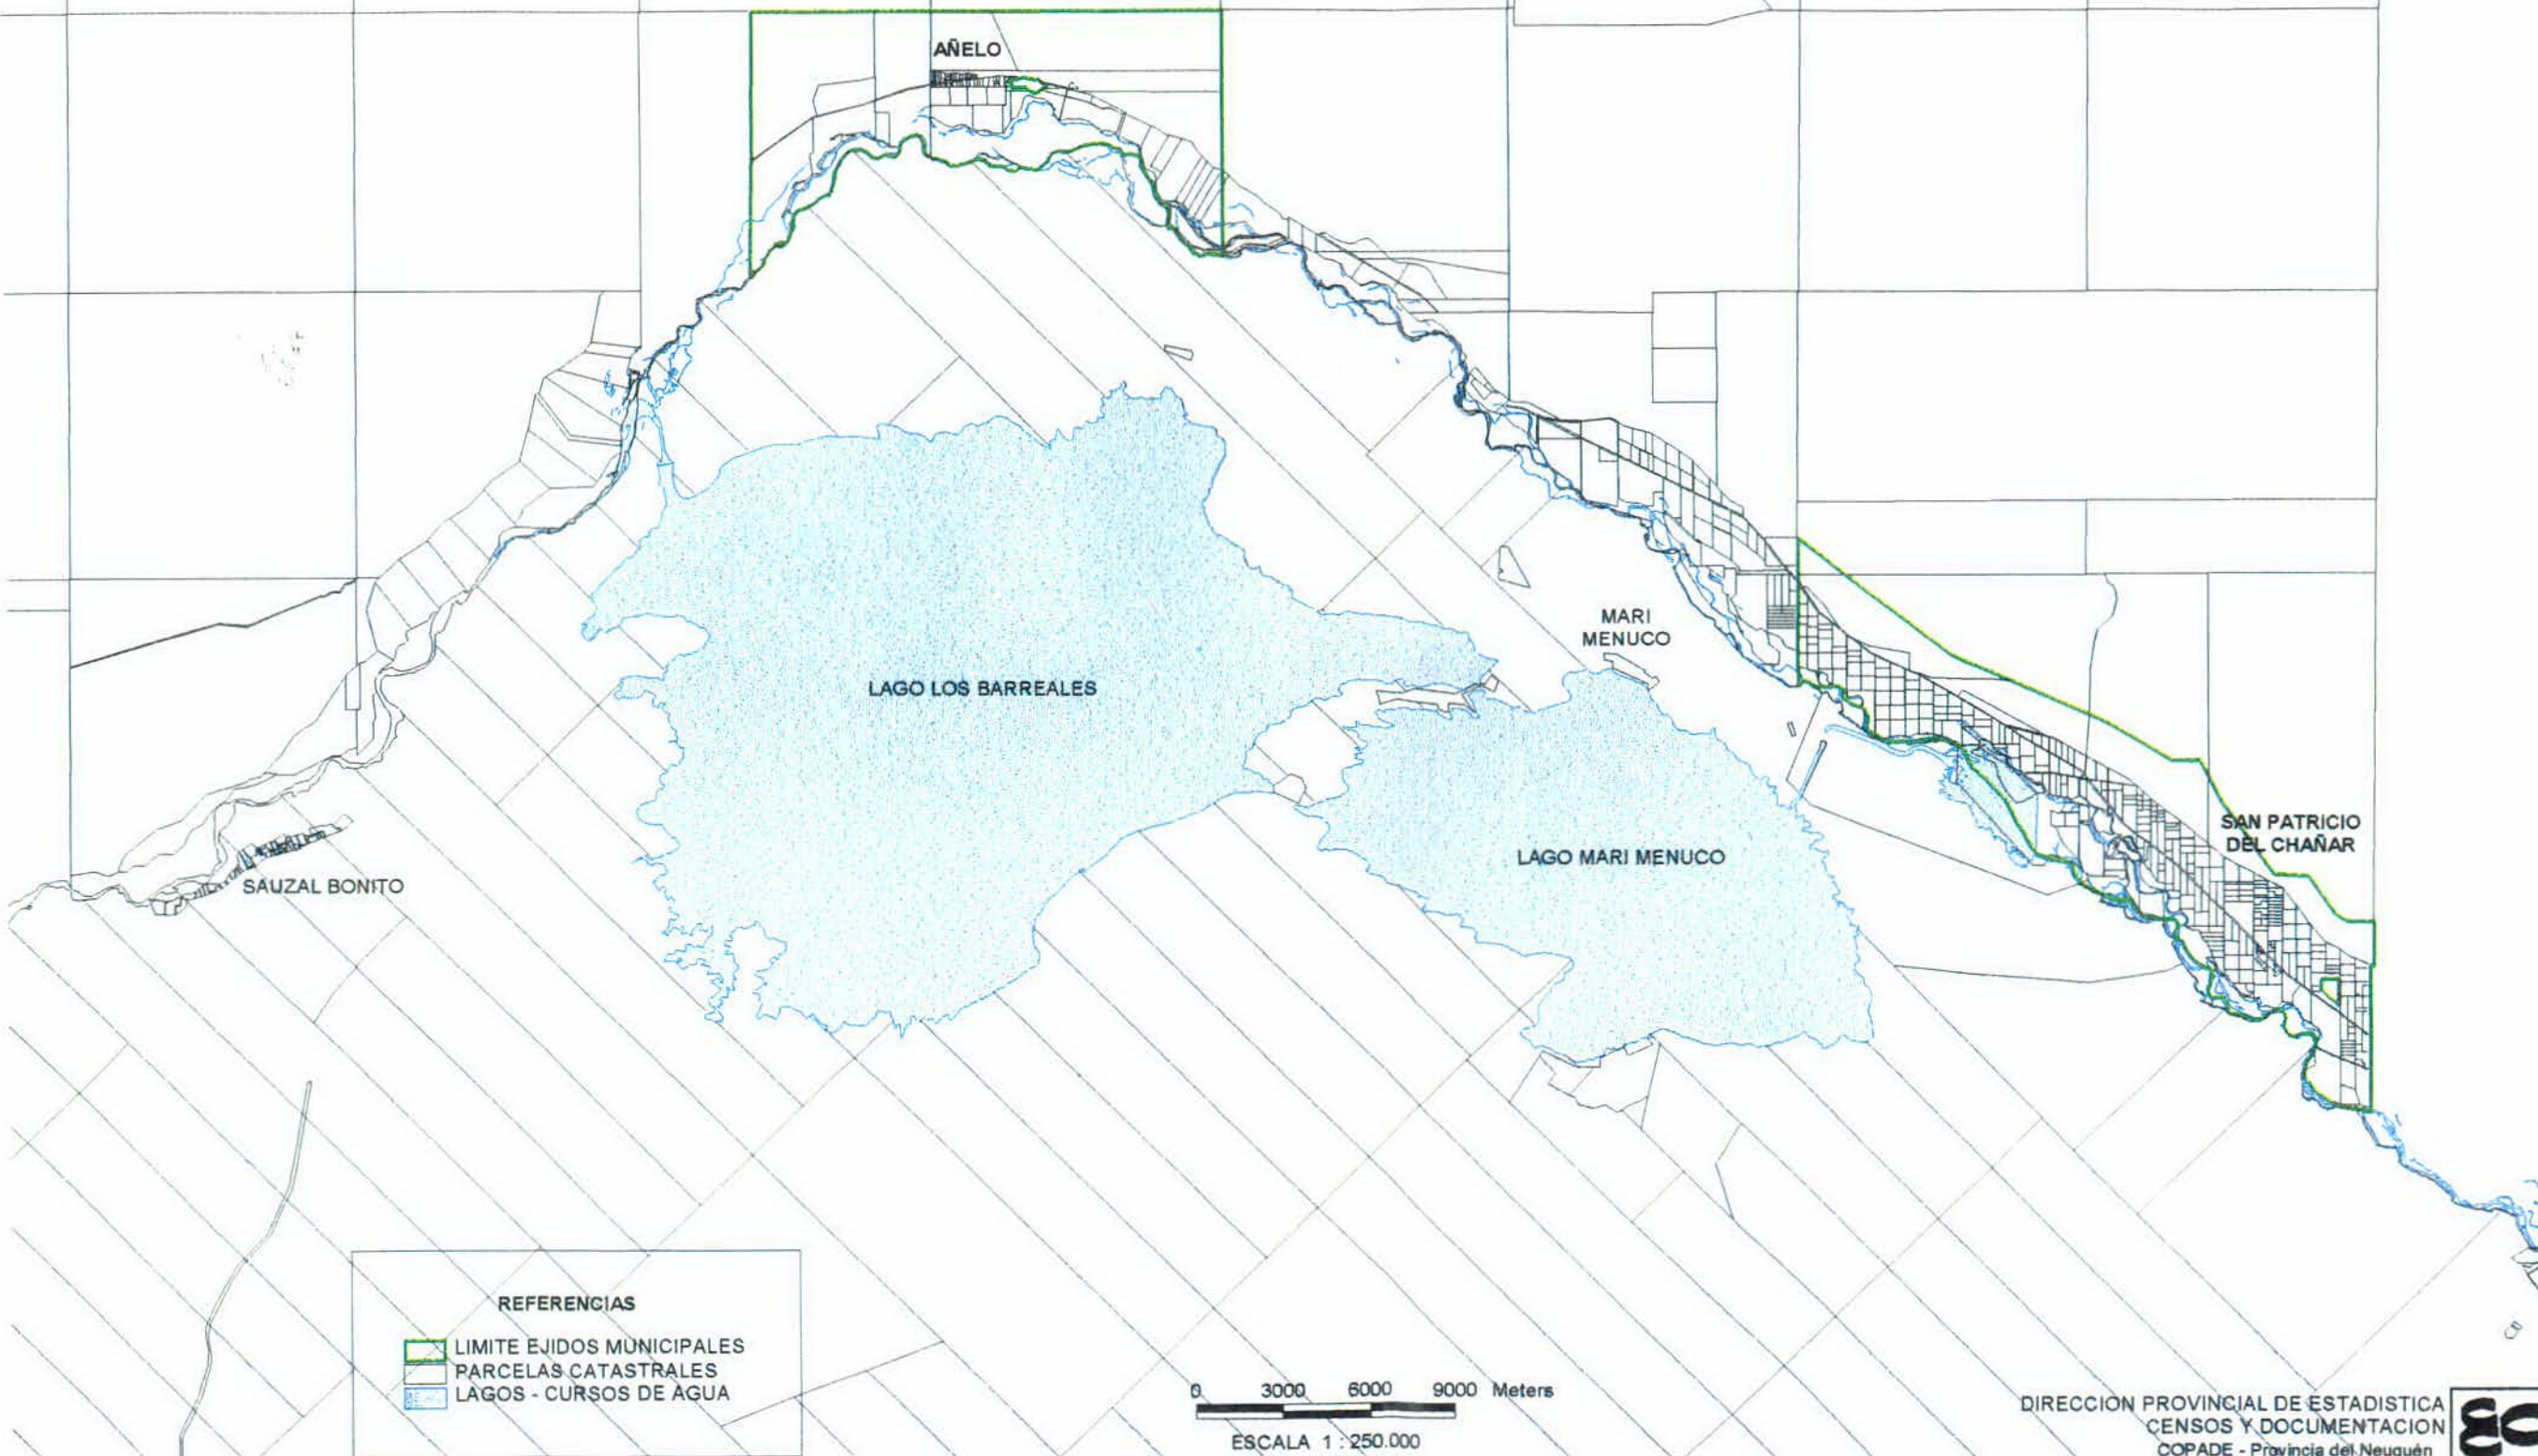 AÑELO
MARI
MENUCO
LAGO LOS BARREALES
SAN PATRICIO
DEL CHAÑAR
LAGO MARI MENUCO
SAUZAL BONITO
REFERENCIAS
LIMITE EJIDOS MUNICIPALES
PARCELAS CATASTRALES
LAGOS - CURSOS DE AGUA
0 3000 6000 9000 Meters
ESCALA 1 : 250.000
DIRECCION PROVINCIAL DE ESTADISTICA
CENSOS Y DOCUMENTACION
COPADE - Provincia del Neuquén